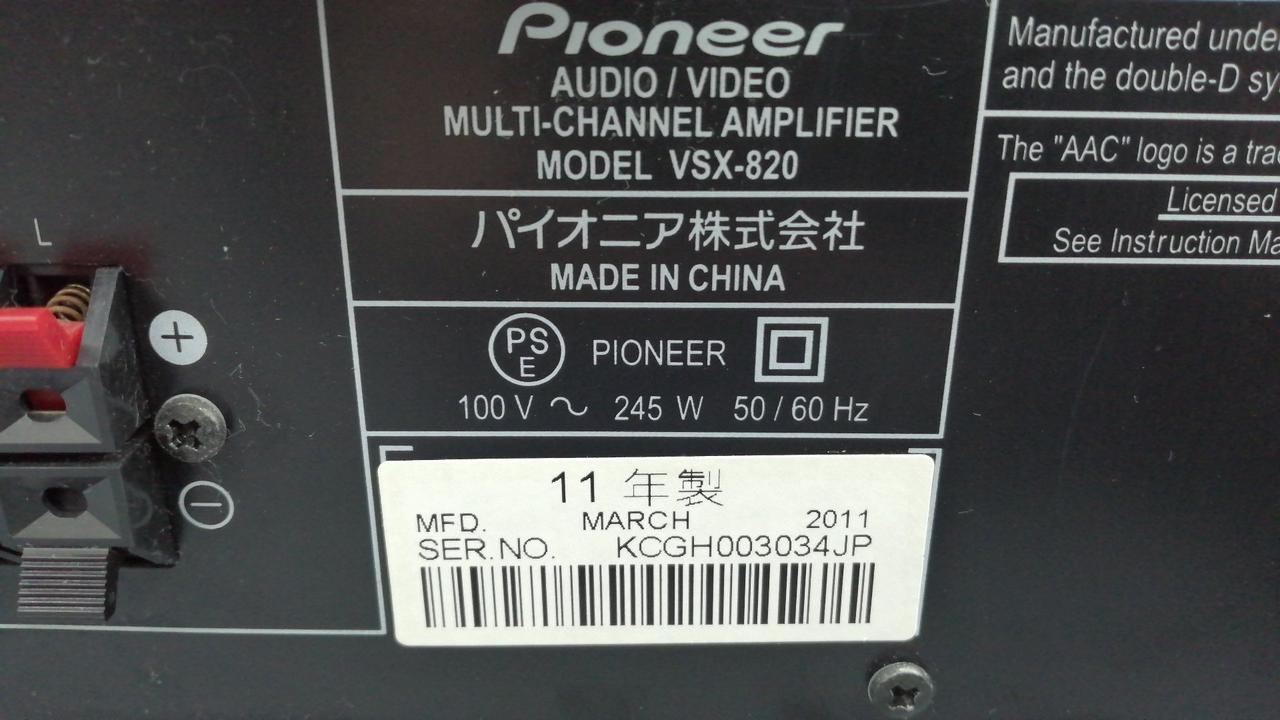 Pioneer
AUDIO / VIDEO
MULTI-CHANNEL AMPLIFIER
MODEL VSX-820
パイオニア株式会社
MADE IN CHINA
PS
E
PIONEER
100 V ～ 245 W 50 / 60 Hz
11 年製
MFD. MARCH 2011
SER.NO. KCGH003034JP
L
+
−
Manufactured unde
and the double-D sy
The "AAC" logo is a tra
Licensed
See Instruction Ma